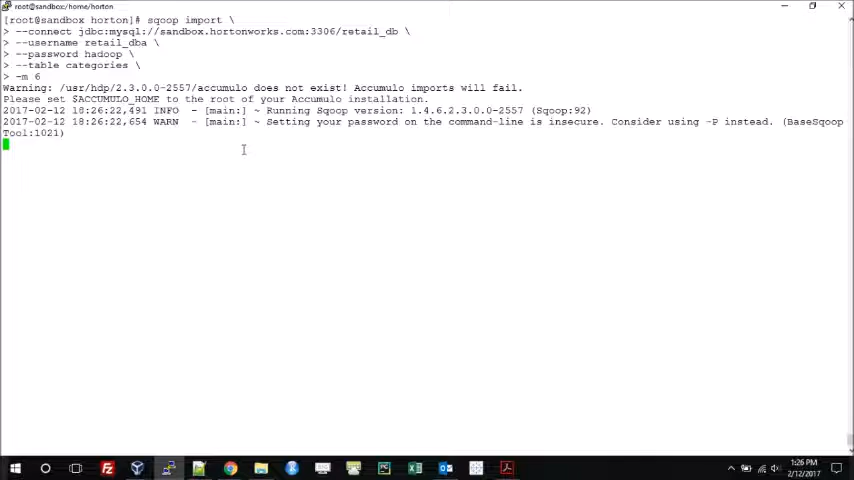 root@sandbox:/home/horton
[root@sandbox horton]# sqoop import \
> --connect jdbc:mysql://sandbox.hortonworks.com:3306/retail_db \
> --username retail_dba \
> --password hadoop \
> --table categories \
> -m 6
Warning: /usr/hdp/2.3.0.0-2557/accumulo does not exist! Accumulo imports will fail.
Please set $ACCUMULO_HOME to the root of your Accumulo installation.
2017-02-12 18:26:22,491 INFO  - [main:] ~ Running Sqoop version: 1.4.6.2.3.0.0-2557 (Sqoop:92)
2017-02-12 18:26:22,654 WARN  - [main:] ~ Setting your password on the command-line is insecure. Consider using -P instead. (BaseSqoop
Tool:1021)
1:26 PM
2/12/2017